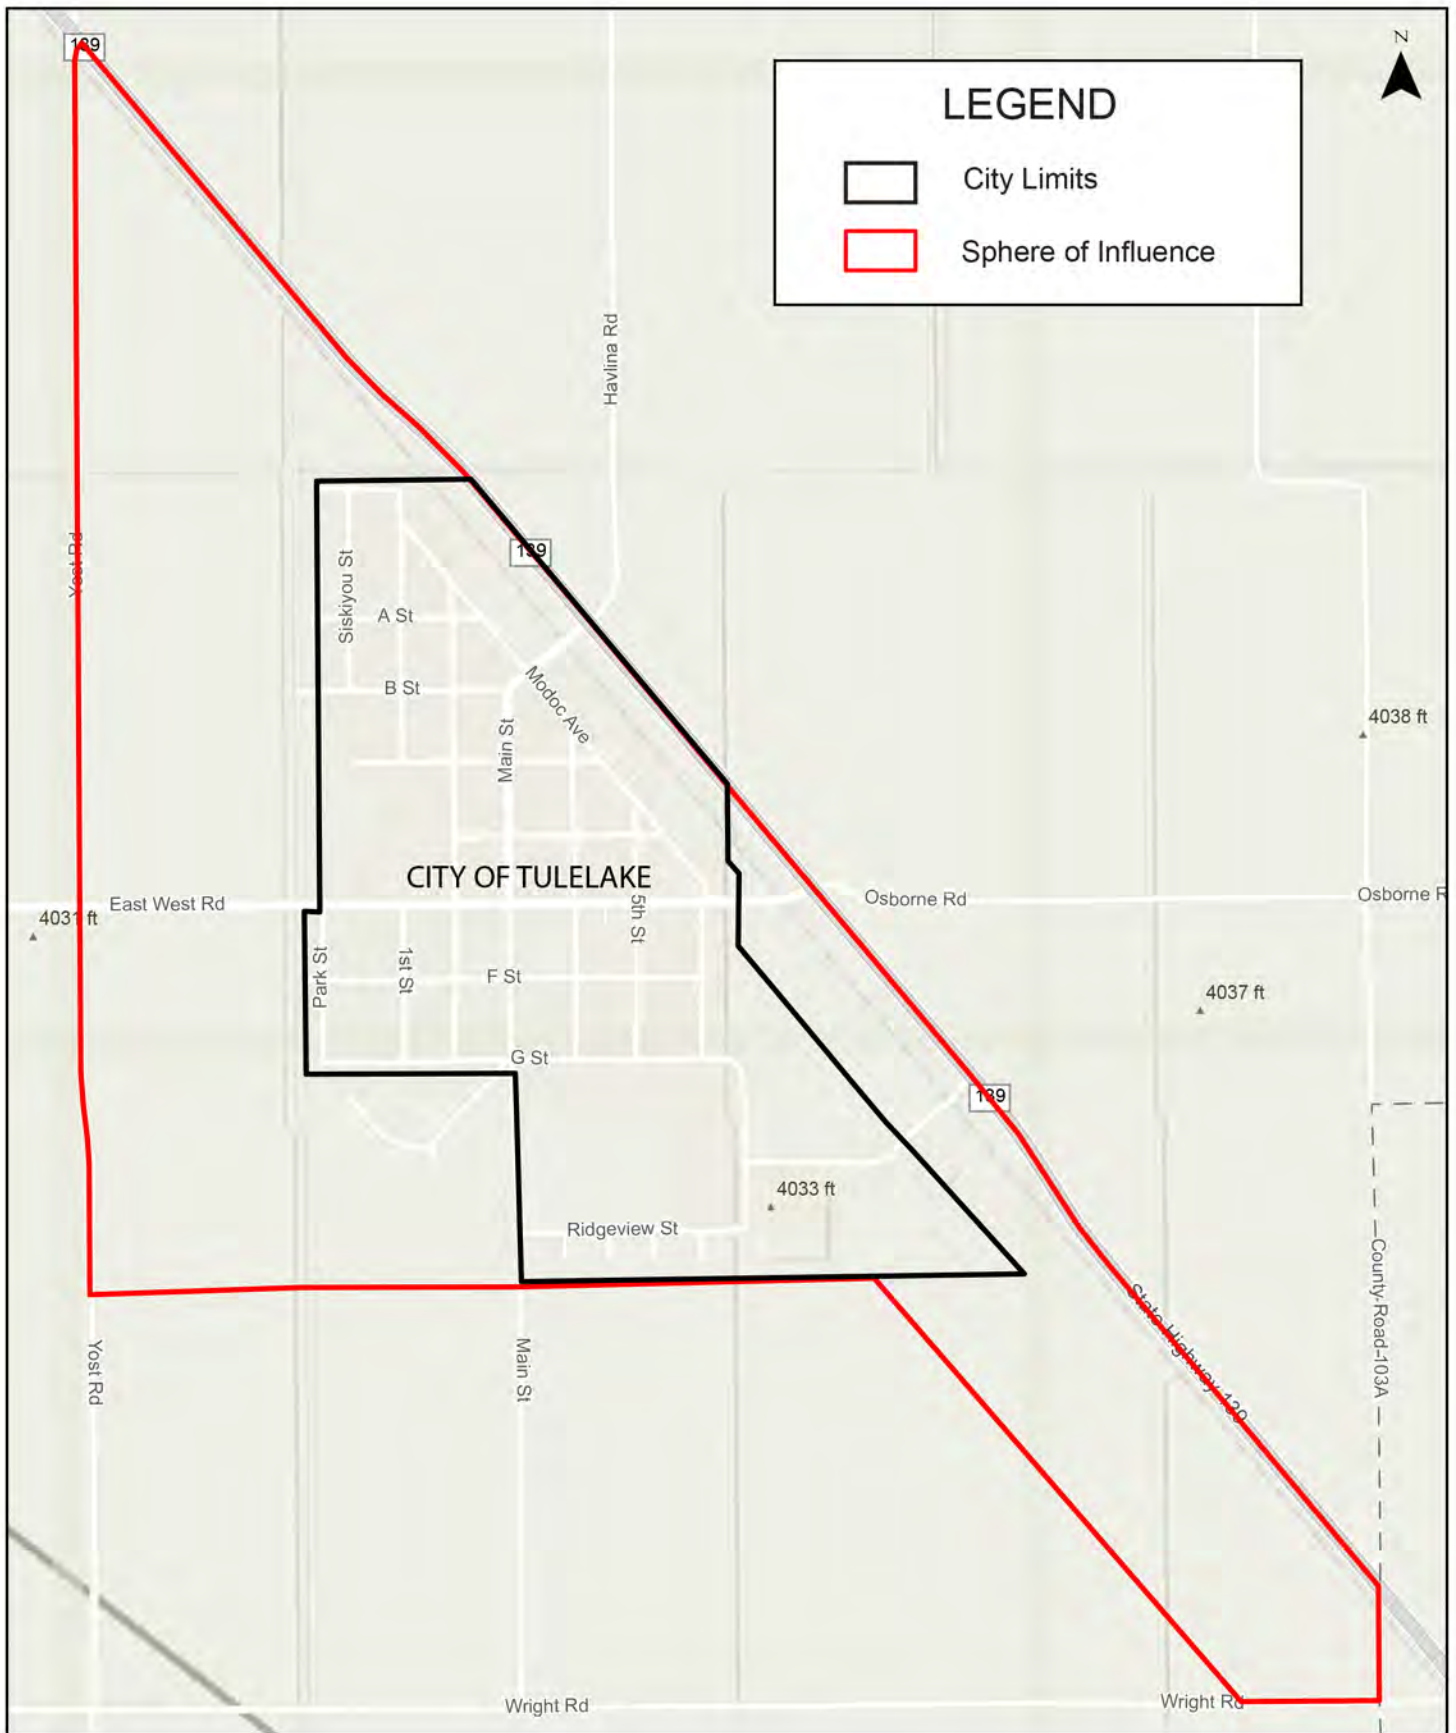 139
N
LEGEND
City Limits
Sphere of Influence
Havlina Rd
Yost Rd
139
Siskiyou St
A St
B St
Modoc Ave
Main St
4038 ft
CITY OF TULELAKE
East West Rd
4031 ft
5th St
Osborne Rd
Osborne R
Park St
1st St
F St
4037 ft
G St
139
4033 ft
Ridgeview St
State Highway 139
County Road 103A
Yost Rd
Main St
Wright Rd
Wright Rd